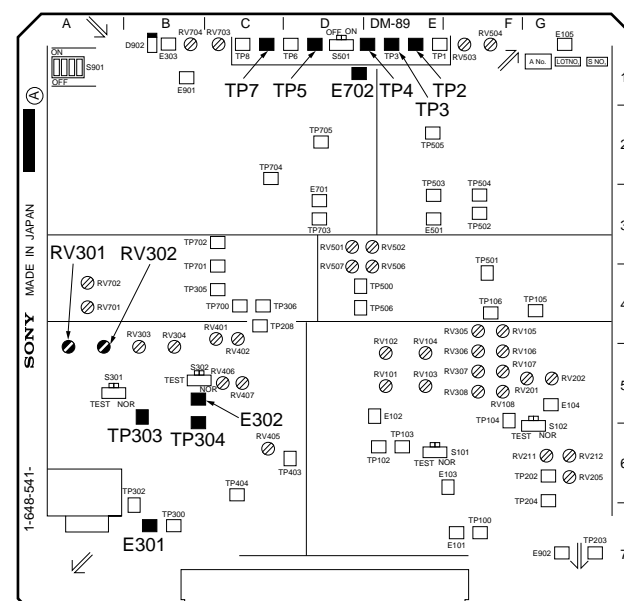 A B C D DM-89 E F G
D902 E303 RV704 RV703 OFF ON RV504 E105
TP8 TP6 S501 TP3 TP1 RV503
ON
S901
OFF
A No. LOTNO. S NO.
1
E901
TP7 TP5 E702 TP4 TP3 TP2
TP705 TP505
2
TP704
E701 TP503 TP504
TP703 E501 TP502
3
TP702 RV501 RV502
TP701 RV507 RV506 TP501
RV301 RV302
RV702
TP305 TP500
4
RV701 TP700 TP306 TP506 TP106 TP105
TP208
RV303 RV304 RV401 RV402
RV305 RV105
RV102 RV104 RV306 RV106
S301 S302 RV406
TEST NOR
RV407
TEST NOR
RV101 RV103 RV307 RV107 RV202
RV308 RV201
5
E302
TP303 TP304
E102 RV108 E104
TP104 S102
TEST NOR
RV405
TP403
TP102 TP103 S101
TEST NOR
RV211 RV212
TP202 RV205
6
TP302 TP404 E103 TP204
TP300
E301
E101 TP100
E902 TP203
7
A
SONY MADE IN JAPAN
1-648-541-